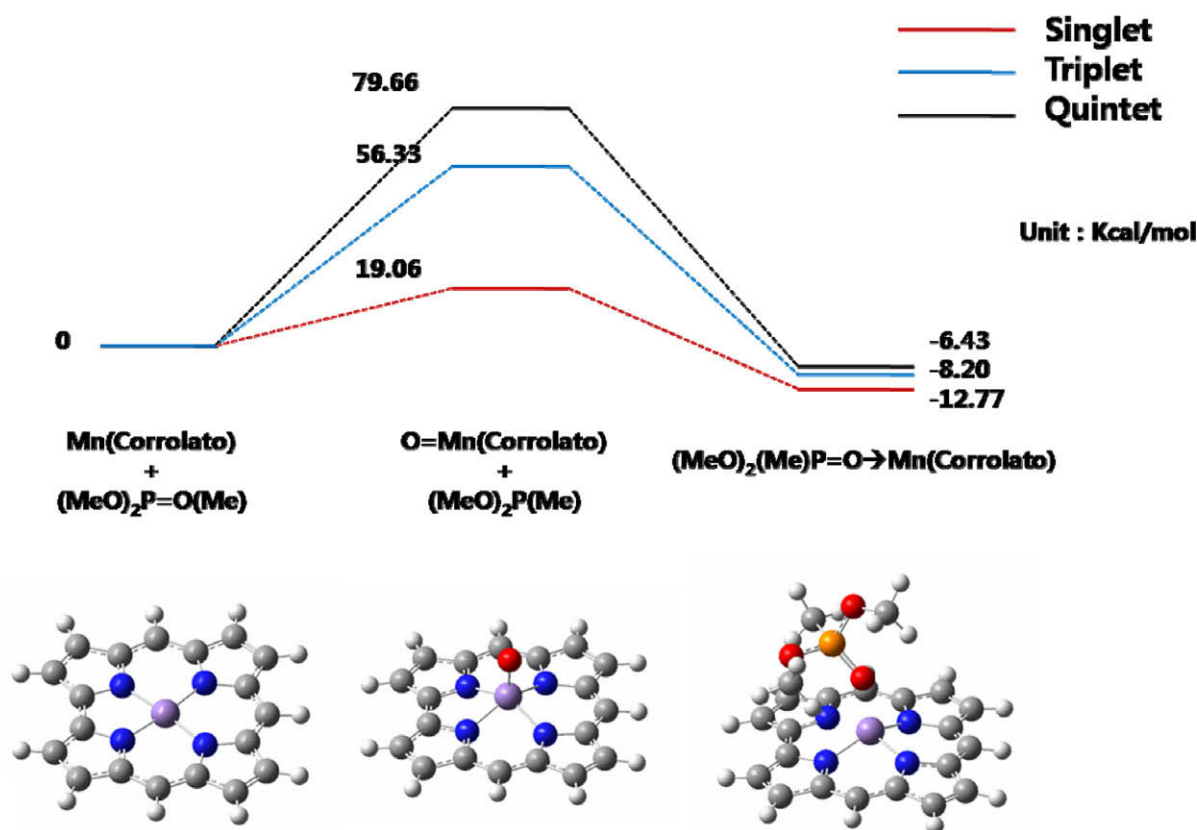 Singlet
Triplet
Quintet
79.66
56.33
Unit : Kcal/mol
19.06
0
-6.43
-8.20
-12.77
Mn(Corrolato)
+
(MeO)₂P=O(Me)
O=Mn(Corrolato)
+
(MeO)₂P(Me)
(MeO)₂(Me)P=O→Mn(Corrolato)